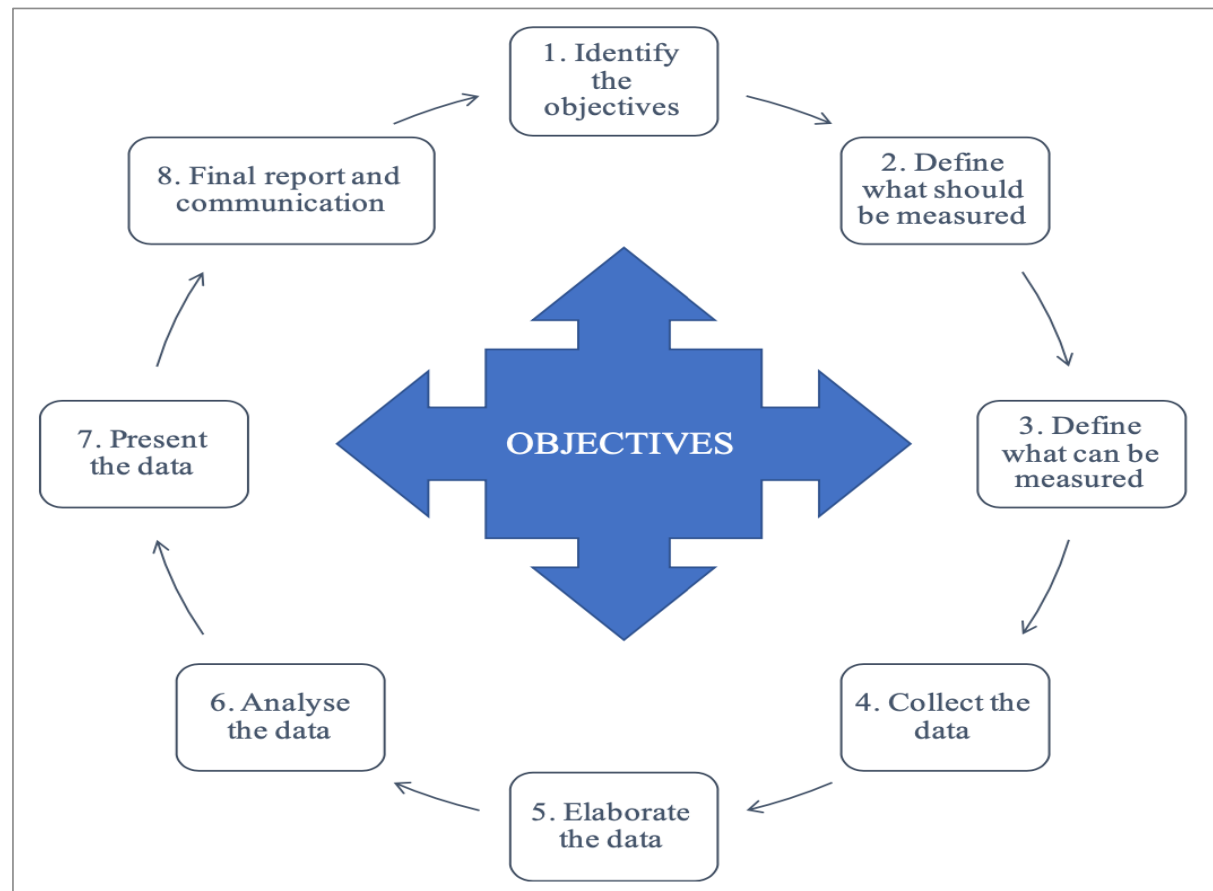 1. Identify
the
objectives
2. Define
what should
be measured
3. Define
what can be
measured
4. Collect the
data
5. Elaborate
the data
6. Analyse
the data
7. Present
the data
8. Final report and
communication
OBJECTIVES